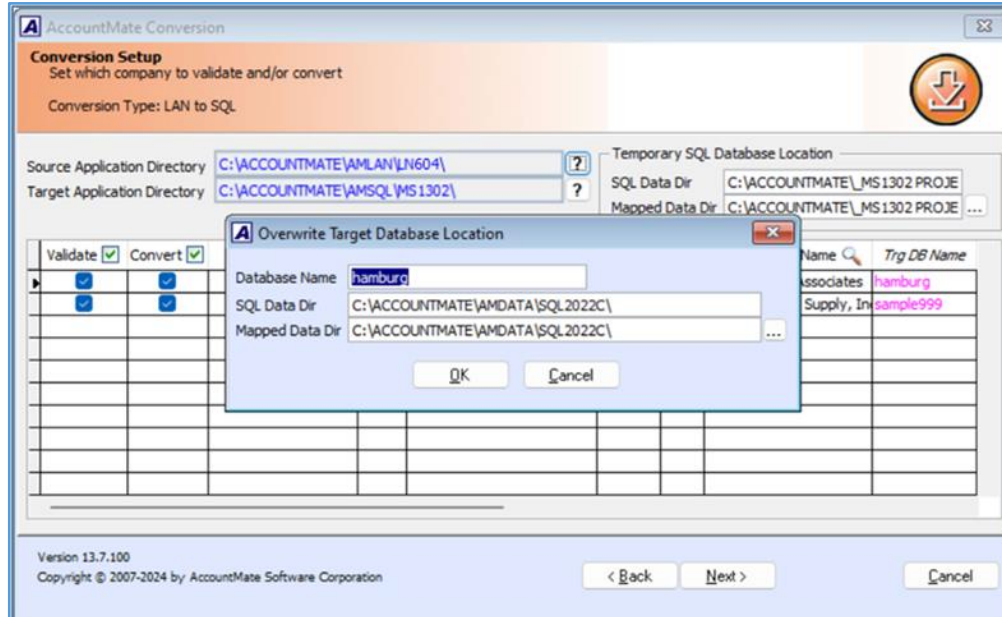 AccountMate Conversion
Conversion Setup
Set which company to validate and/or convert
Conversion Type: LAN to SQL
Source Application Directory C:\ACCOUNTMATE\AMLAN\LN604\ ?
Target Application Directory C:\ACCOUNTMATE\AMSQL\MS1302\ ?
Temporary SQL Database Location
SQL Data Dir C:\ACCOUNTMATE\_MS1302 PROJE
Mapped Data Dir C:\ACCOUNTMATE\_MS1302 PROJE ...
Validate Convert Name Trg DB Name
ssociates hamburg
Supply, In sample999
Overwrite Target Database Location
Database Name hamburg
SQL Data Dir C:\ACCOUNTMATE\AMDATA\SQL2022C\
Mapped Data Dir C:\ACCOUNTMATE\AMDATA\SQL2022C\ ...
OK Cancel
Version 13.7.100
Copyright © 2007-2024 by AccountMate Software Corporation
< Back Next > Cancel